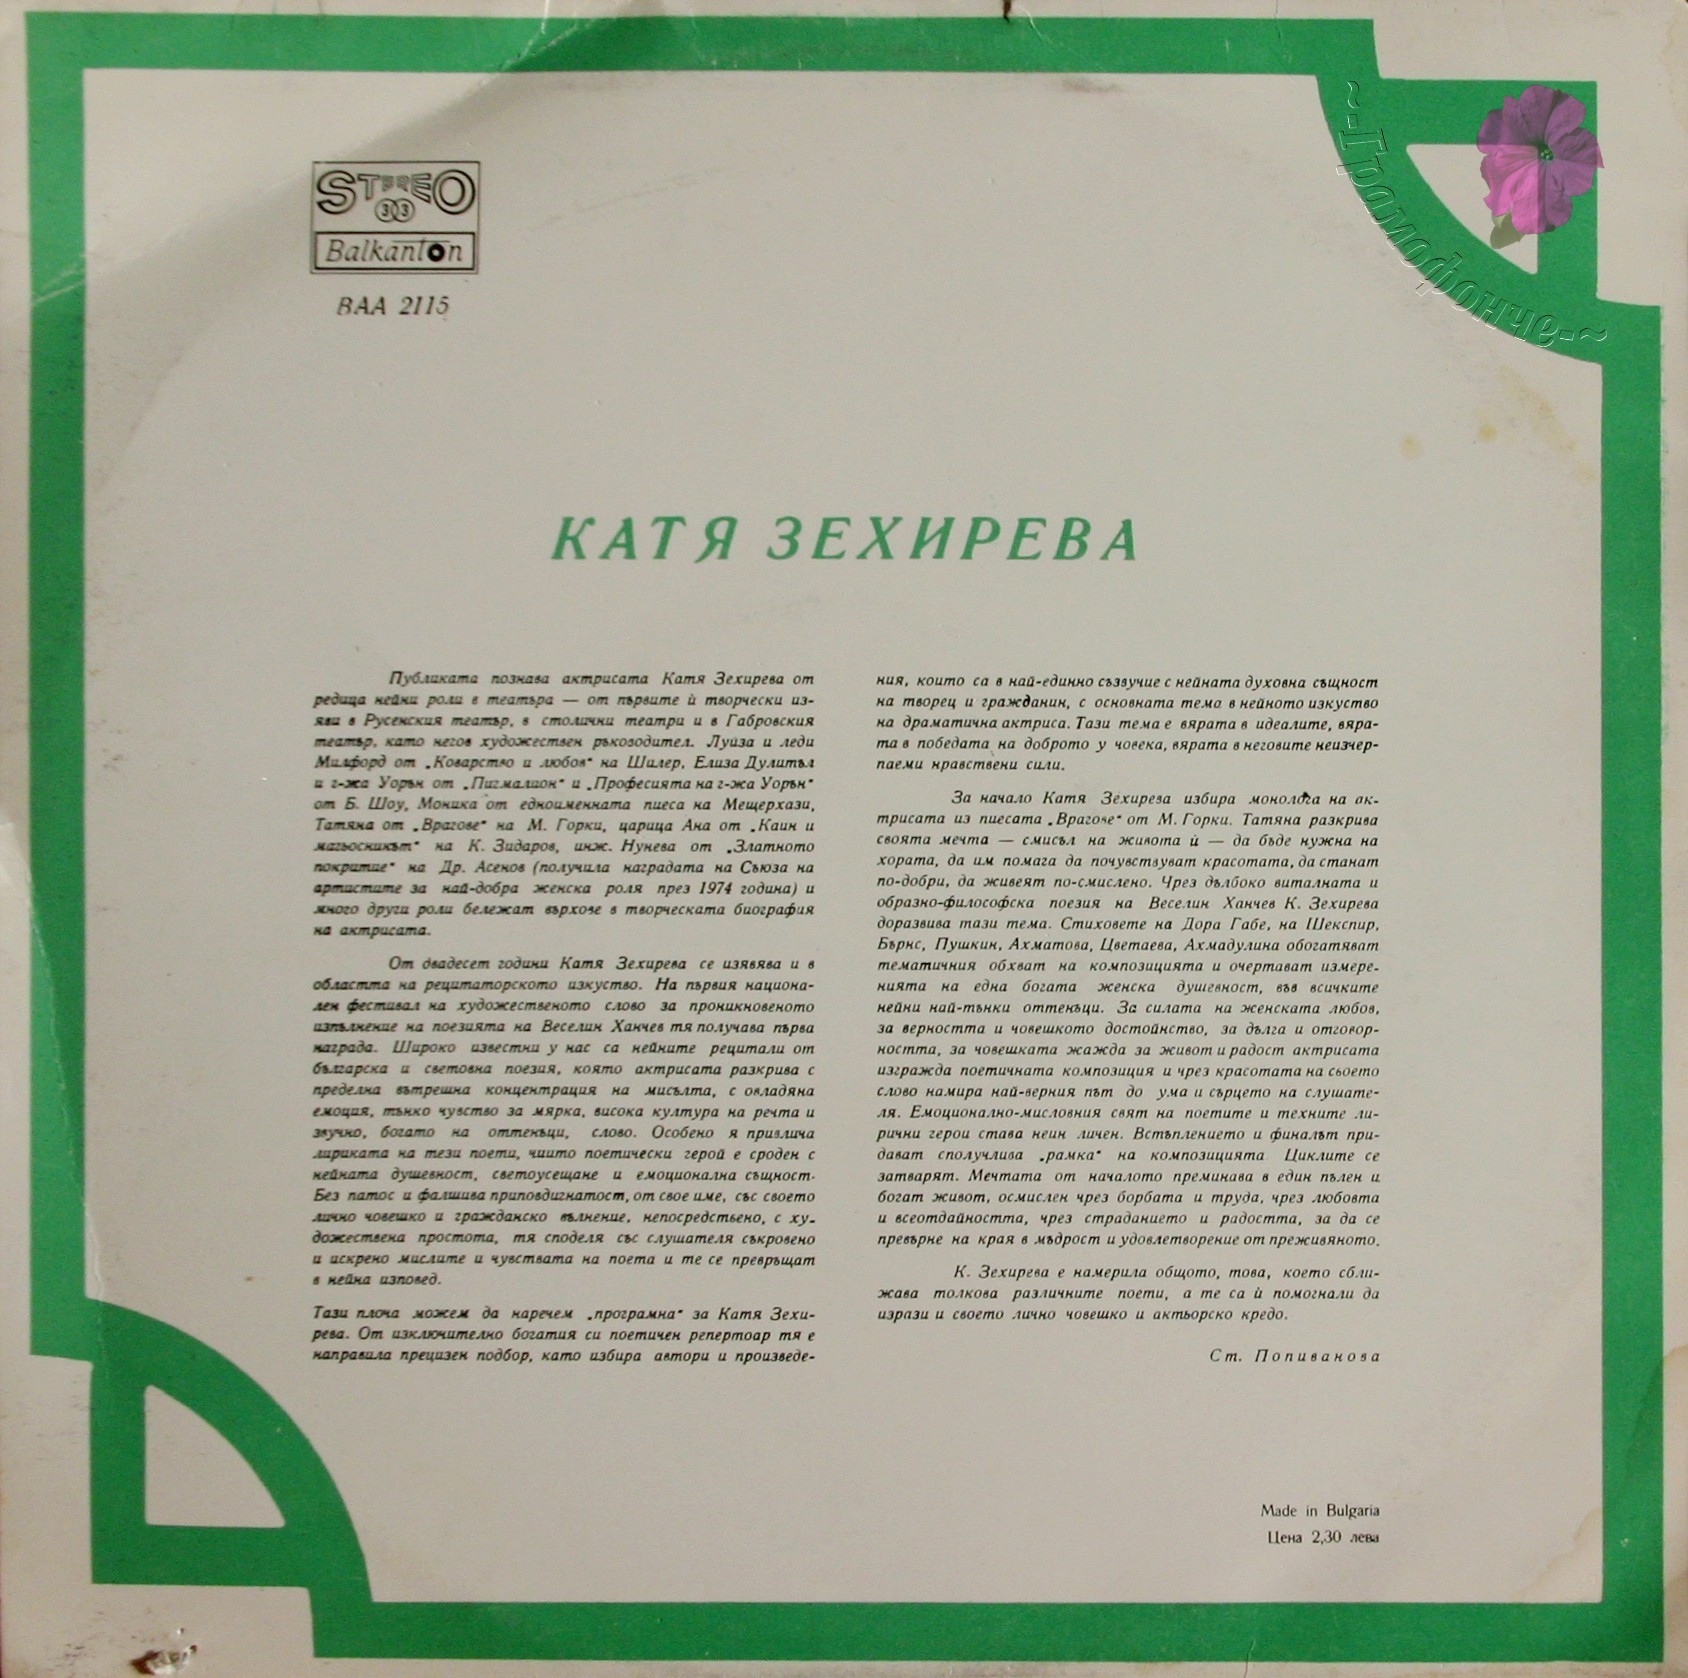 STEREO
33
Balkanton
ВАА 2115
~-Грамофонче-~
КАТЯ ЗЕХИРЕВА
Публиката познава актрисата Катя Зехирева от
редица нейни роли в театъра — от първите ѝ творчески из-
яви в Русенския театър, в столични театри и в Габровския
театър, като негов художествен ръководител. Луиза и леди
Милфорд от „Коварство и любов“ на Шилер, Елиза Дулитъл
и г-жа Уорън от „Пигмалион“ и „Професията на г-жа Уорън“
от Б. Шоу, Моника от едноименната пиеса на Мещерхази,
Татяна от „Врагове“ на М. Горки, царица Ана от „Каин и
магьосникът“ на К. Зидаров, инж. Нунева от „Златното
покритие“ на Др. Асенов (получила наградата на Съюза на
артистите за най-добра женска роля през 1974 година) и
много други роли бележат върхове в творческата биография
на актрисата.
От двадесет години Катя Зехирева се изявява и в
областта на рецитаторското изкуство. На първия национа-
лен фестивал на художественото слово за проникновеното
изпълнение на поезията на Веселин Ханчев тя получава първа
награда. Широко известни у нас са нейните рецитали от
българска и световна поезия, която актрисата разкрива с
пределна вътрешна концентрация на мисълта, с овладяна
емоция, тънко чувство за мярка, висока култура на речта и
звучно, богато на оттенъци, слово. Особено я привлича
лириката на тези поети, чиито поетически герой е сроден с
нейната душевност, светоусещане и емоционална същност.
Без патос и фалшива приповдигнатост, от свое име, със своето
лично човешко и гражданско вълнение, непосредствено, с ху-
дожествена простота, тя споделя със слушателя съкровено
и искрено мислите и чувствата на поета и те се превръщат
в нейна изповед.
Тази плоча можем да наречем „програмна“ за Катя Зехи-
рева. От изключително богатия си поетичен репертоар тя е
направила прецизен подбор, като избира автори и произведе-
ния, които са в най-единно съзвучие с нейната духовна същност
на творец и гражданин, с основната тема в нейното изкуство
на драматична актриса. Тази тема е вярата в идеалите, вяра-
та в победата на доброто у човека, вярата в неговите неизчер-
паеми нравствени сили.
За начало Катя Зехирева избира монолога на ак-
трисата из пиесата „Врагове“ от М. Горки. Татяна разкрива
своята мечта — смисъл на живота ѝ — да бъде нужна на
хората, да им помага да почувствуват красотата, да станат
по-добри, да живеят по-смислено. Чрез дълбоко виталната и
образно-философска поезия на Веселин Ханчев К. Зехирева
доразвива тази тема. Стиховете на Дора Габе, на Шекспир,
Бърнс, Пушкин, Ахматова, Цветаева, Ахмадулина обогатяват
тематичния обхват на композицията и очертават измере-
нията на една богата женска душевност, във всичките
нейни най-тънки оттенъци. За силата на женската любов,
за верността и човешкото достойнство, за дълга и отговор-
ността, за човешката жажда за живот и радост актрисата
изгражда поетичната композиция и чрез красотата на своето
слово намира най-верния път до ума и сърцето на слушате-
ля. Емоционално-мисловния свят на поетите и техните ли-
рични герои става неин личен. Встъплението и финалът при-
дават сполучлива „рамка“ на композицията. Циклите се
затварят. Мечтата от началото преминава в един пълен и
богат живот, осмислен чрез борбата и труда, чрез любовта
и всеотдайността, чрез страданието и радостта, за да се
превърне на края в мъдрост и удовлетворение от преживяното.
К. Зехирева е намерила общото, това, което сбли-
жава толкова различните поети, а те са ѝ помогнали да
изрази и своето лично човешко и актьорско кредо.
Ст. Попиванова
Made in Bulgaria
Цена 2,30 лева